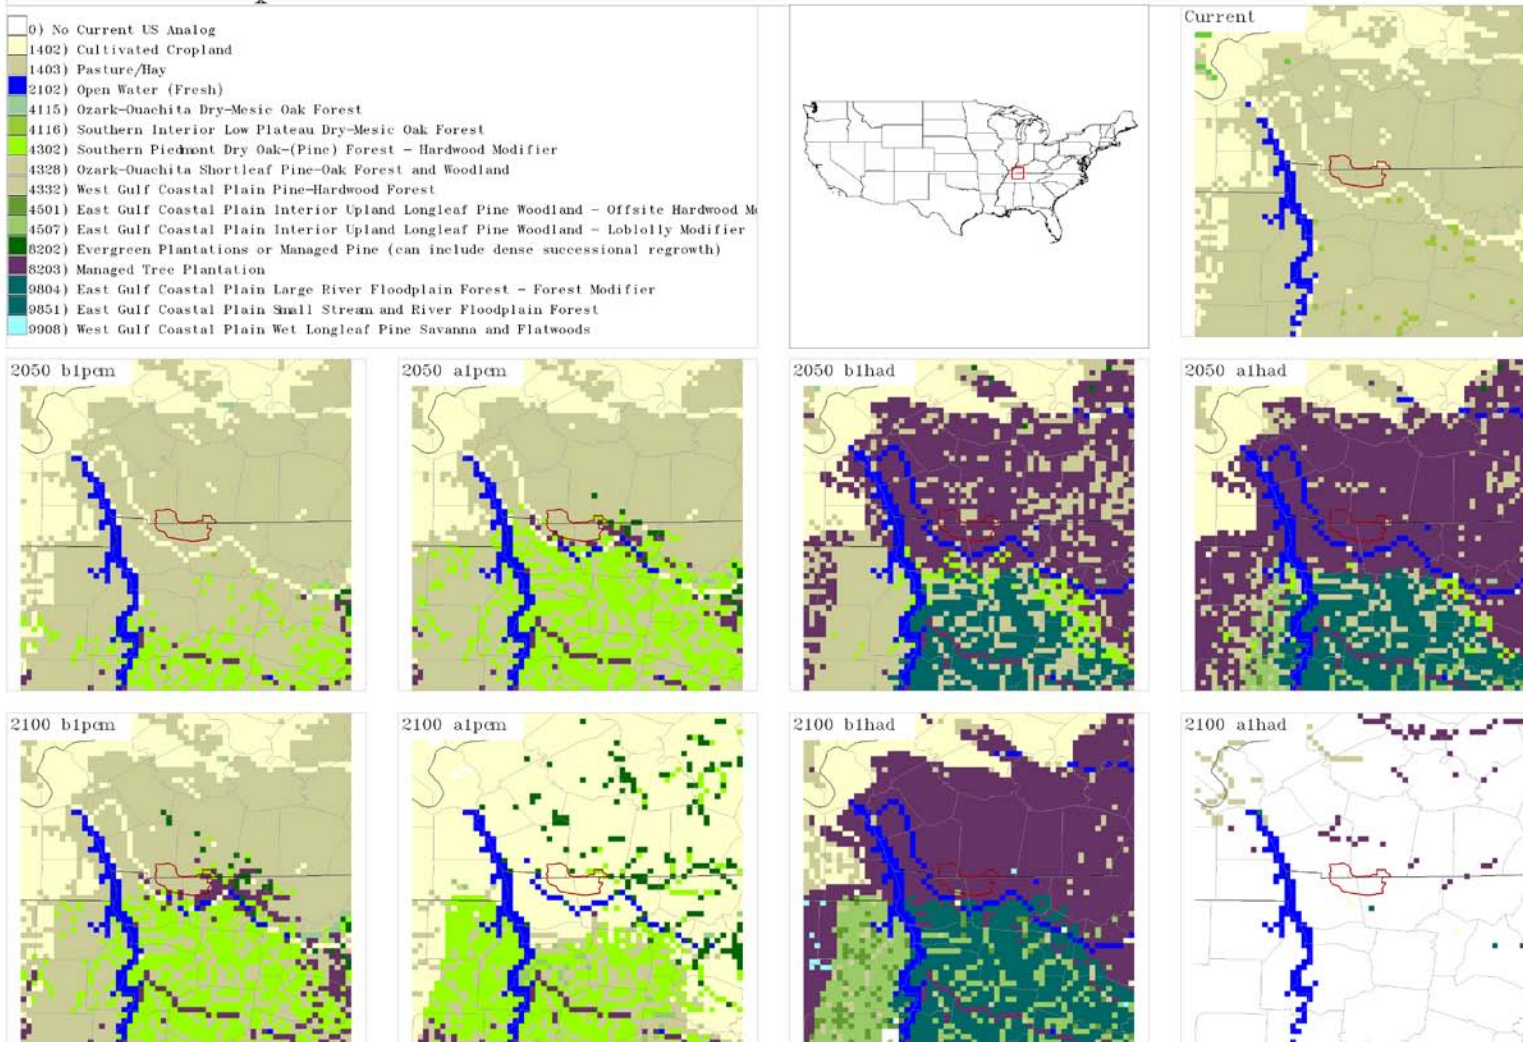 0) No Current US Analog
1402) Cultivated Cropland
1403) Pasture/Hay
2102) Open Water (Fresh)
4115) Ozark-Ouachita Dry-Mesic Oak Forest
4116) Southern Interior Low Plateau Dry-Mesic Oak Forest
4302) Southern Piedmont Dry Oak-(Pine) Forest - Hardwood Modifier
4328) Ozark-Ouachita Shortleaf Pine-Oak Forest and Woodland
4332) West Gulf Coastal Plain Pine-Hardwood Forest
4501) East Gulf Coastal Plain Interior Upland Longleaf Pine Woodland - Offsite Hardwood Mo
4507) East Gulf Coastal Plain Interior Upland Longleaf Pine Woodland - Loblolly Modifier
8202) Evergreen Plantations or Managed Pine (can include dense successional regrowth)
8203) Managed Tree Plantation
9804) East Gulf Coastal Plain Large River Floodplain Forest - Forest Modifier
9851) East Gulf Coastal Plain Small Stream and River Floodplain Forest
9908) West Gulf Coastal Plain Wet Longleaf Pine Savanna and Flatwoods
Current
2050 b1pcm
2050 a1pcm
2050 b1had
2050 a1had
2100 b1pcm
2100 a1pcm
2100 b1had
2100 a1had